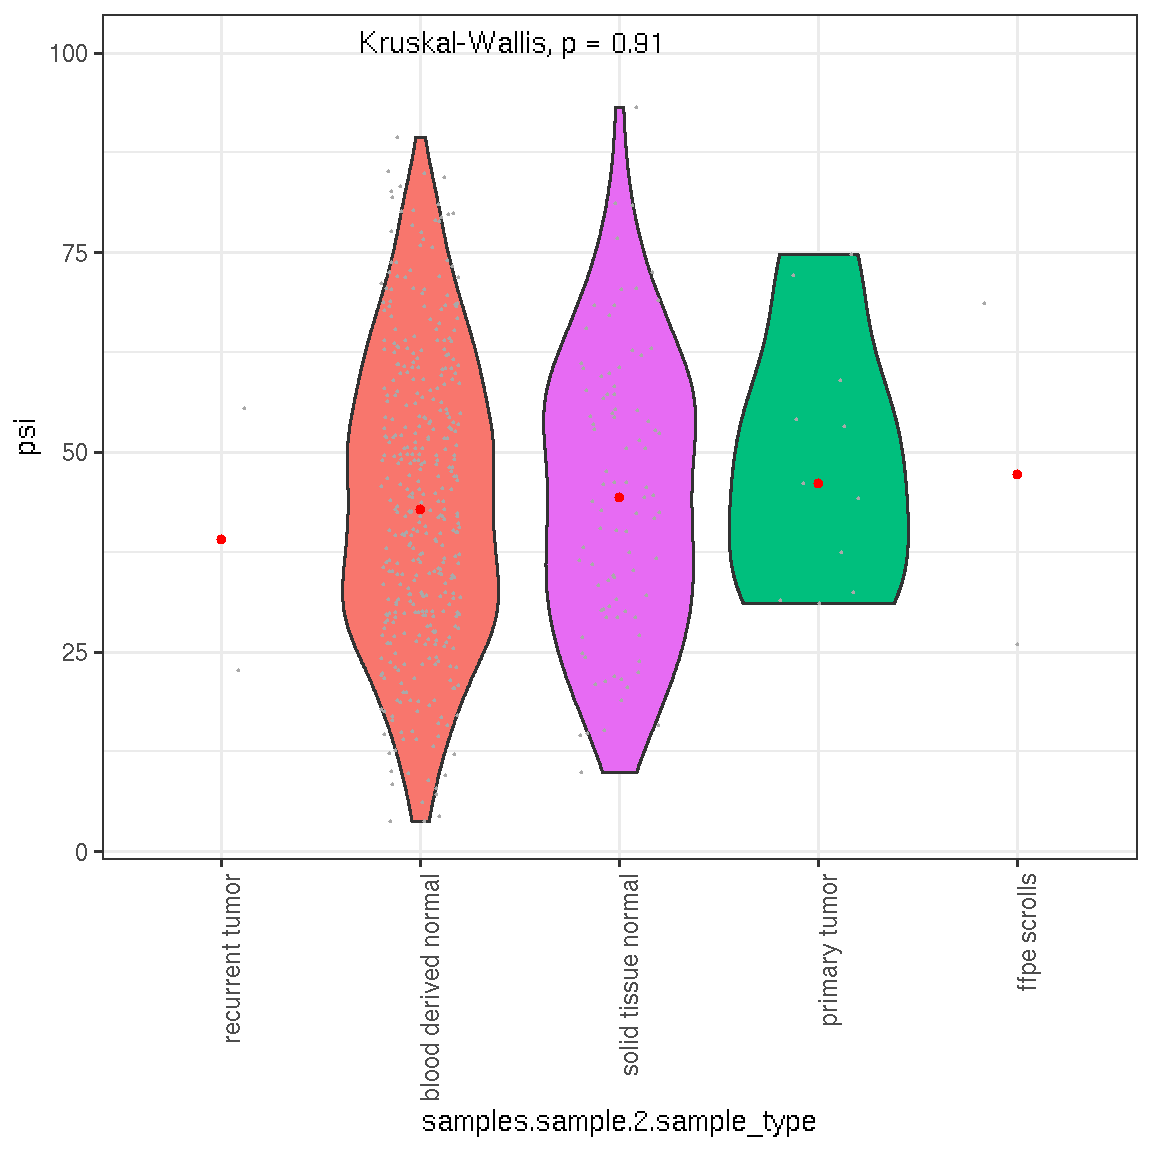 Kruskal-Wallis, p = 0.91
100
75
50
25
0
psi
recurrent tumor
blood derived normal
solid tissue normal
primary tumor
ffpe scrolls
samples.sample.2.sample_type